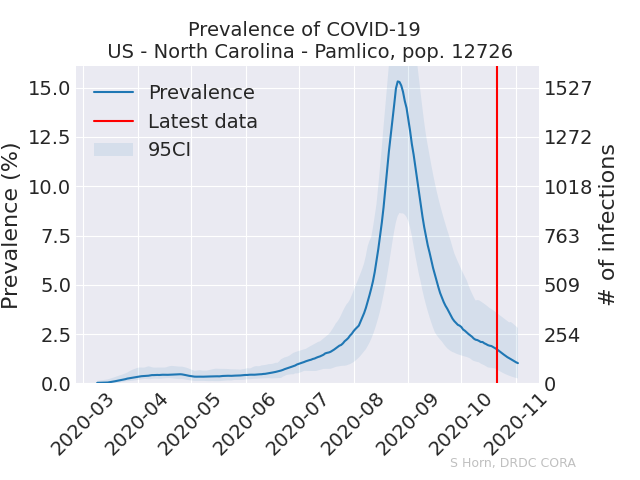 Prevalence of COVID-19
US - North Carolina - Pamlico, pop. 12726
Prevalence
Latest data
95CI
Prevalence (%)
15.0
12.5
10.0
7.5
5.0
2.5
0.0
1527
1272
1018
763
509
254
0
# of infections
2020-03
2020-04
2020-05
2020-06
2020-07
2020-08
2020-09
2020-10
2020-11
S Horn, DRDC CORA